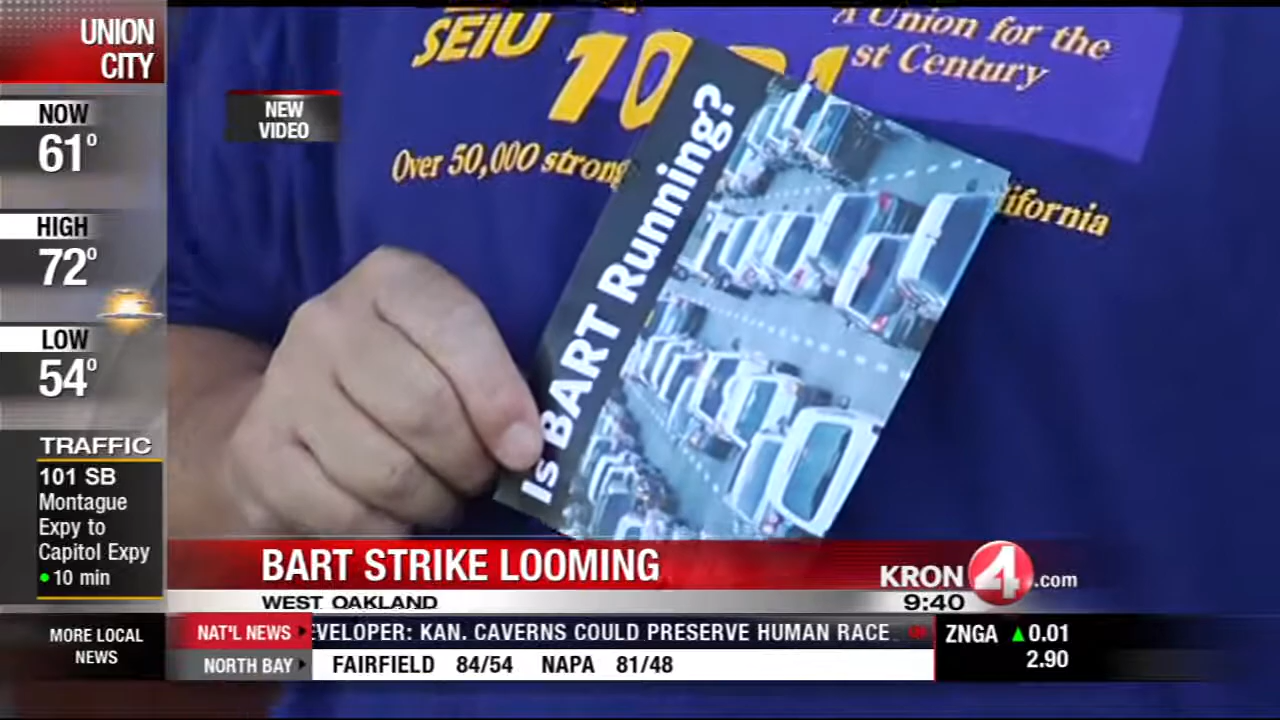 UNION
CITY
NOW
61°
HIGH
72°
LOW
54°
TRAFFIC
101 SB
Montague
Expy to
Capitol Expy
10 min
MORE LOCAL
NEWS
NEW
VIDEO
SEIU
A Union for the
st Century
Over 50,000 strong
lifornia
Is BART Running?
BART STRIKE LOOMING
WEST OAKLAND
KRON 4.com
9:40
NAT'L NEWS
EVELOPER: KAN. CAVERNS COULD PRESERVE HUMAN RACE
NORTH BAY
FAIRFIELD 84/54 NAPA 81/48
ZNGA 0.01
2.90